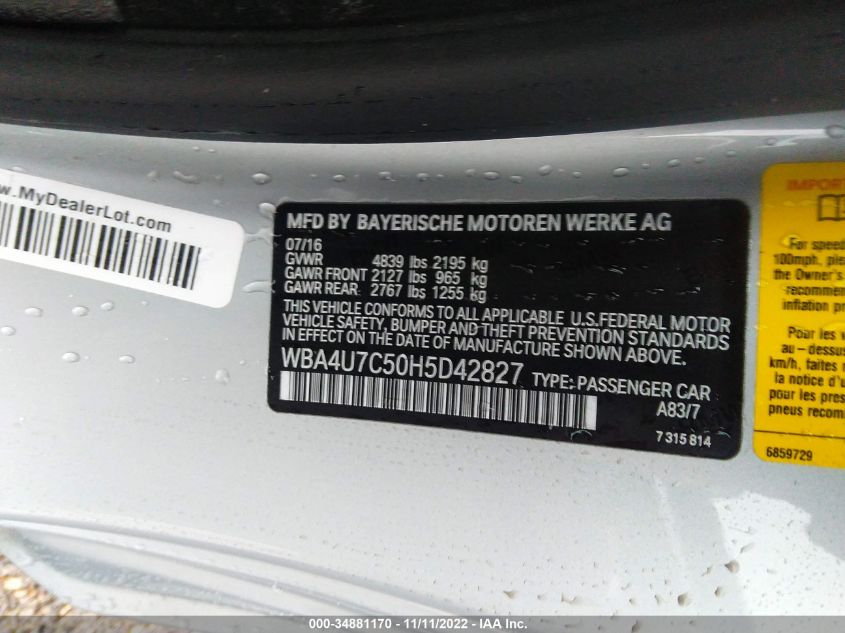 w.MyDealerLot.com
MFD BY BAYERISCHE MOTOREN WERKE AG
07/16
GVWR 4839 lbs 2195 kg
GAWR FRONT 2127 lbs 965 kg
GAWR REAR 2767 lbs 1255 kg
THIS VEHICLE CONFORMS TO ALL APPLICABLE U.S.FEDERAL MOTOR
VEHICLE SAFETY, BUMPER AND THEFT PREVENTION STANDARDS
IN EFFECT ON THE DATE OF MANUFACTURE SHOWN ABOVE.
WBA4U7C50H5D42827 TYPE: PASSENGER CAR
A83/7
7 315 814
IMPOR
For speed
100mph, ple
the Owner's
recommen
inflation pr
Pour les v
au - dessus
km/h, faites
la notice d'u
pour les pres
pneus recom
6859729
IBBO-34881170 - 11/11/2022 - IAA Inc.